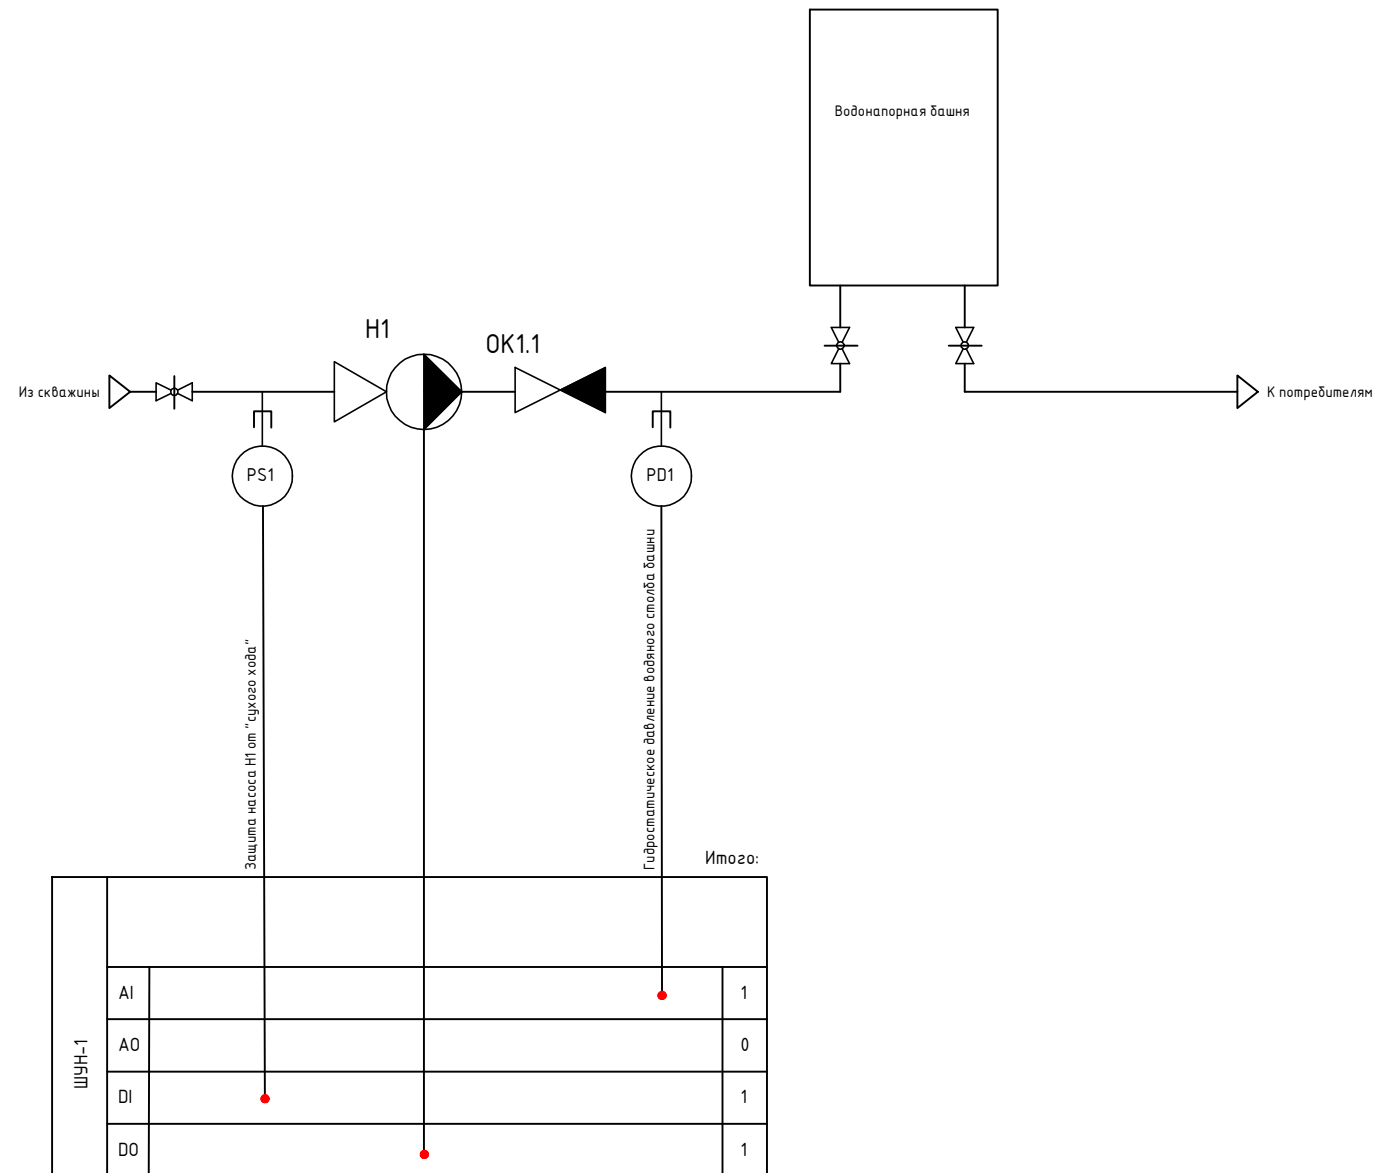 Водонапорная башня
Н1
ОК1.1
Из скважины
К потребителям
PS1
PD1
Защита насоса Н1 от "сухого хода"
Гидростатическое давление водяного столба башни
Итого:
ШУН-1
AI
1
AO
0
DI
1
DO
1